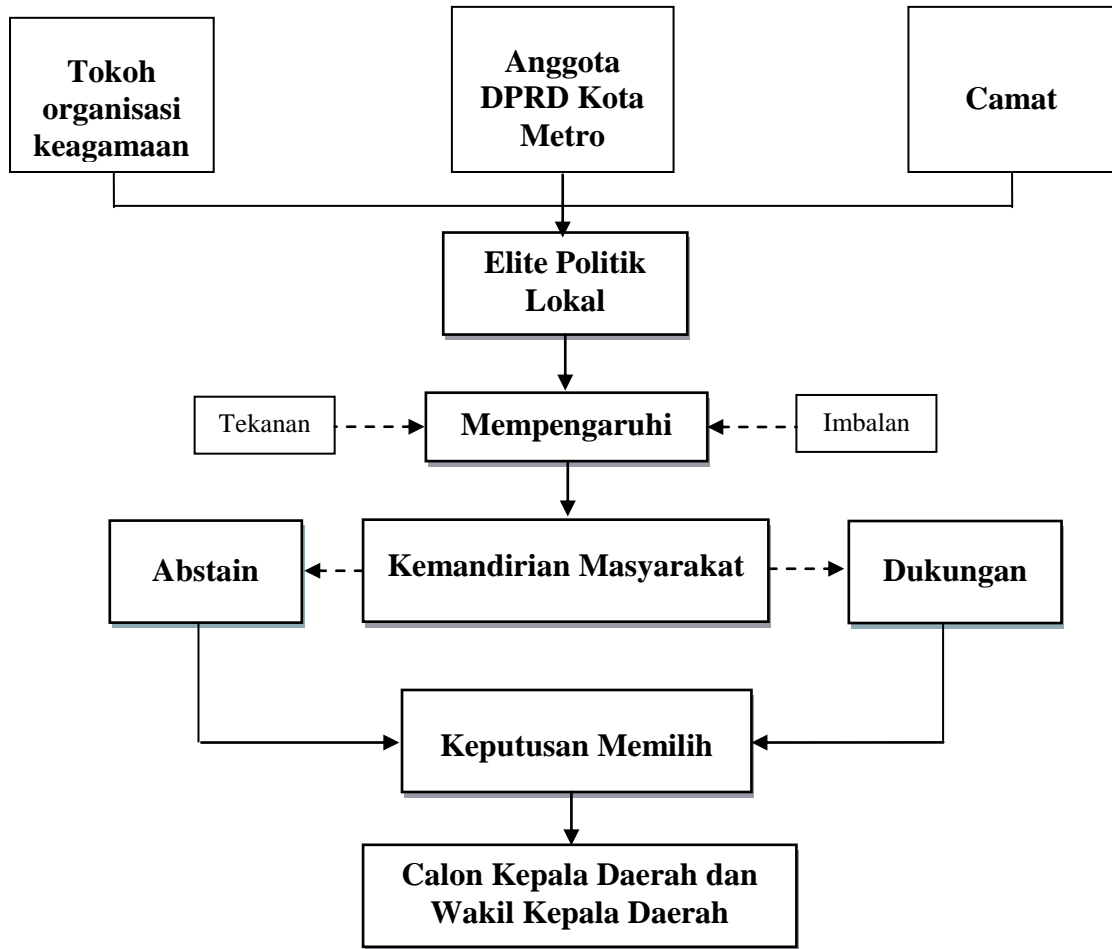 Tokoh
organisasi
keagamaan
Anggota
DPRD Kota
Metro
Camat
Elite Politik
Lokal
Tekanan
Mempengaruhi
Imbalan
Abstain
Kemandirian Masyarakat
Dukungan
Keputusan Memilih
Calon Kepala Daerah dan
Wakil Kepala Daerah